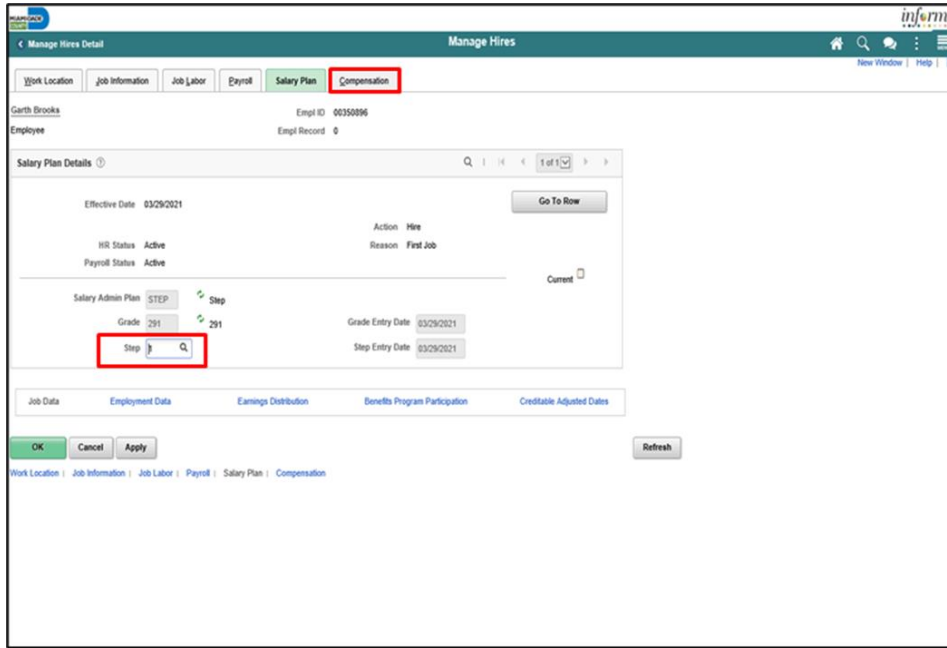 MIAMI-DADE
COUNTY
inform
Manage Hires Detail
Manage Hires
New Window | Help |
Work Location
Job Information
Job Labor
Payroll
Salary Plan
Compensation
Garth Brooks
Empl ID 00350896
Employee
Empl Record 0
Salary Plan Details
1 of 1
Effective Date 03/29/2021
Go To Row
Action Hire
HR Status Active
Reason First Job
Payroll Status Active
Current
Salary Admin Plan STEP Step
Grade 291 291
Grade Entry Date 03/29/2021
Step 1
Step Entry Date 03/29/2021
Job Data
Employment Data
Earnings Distribution
Benefits Program Participation
Creditable Adjusted Dates
OK
Cancel
Apply
Refresh
Work Location | Job Information | Job Labor | Payroll | Salary Plan | Compensation